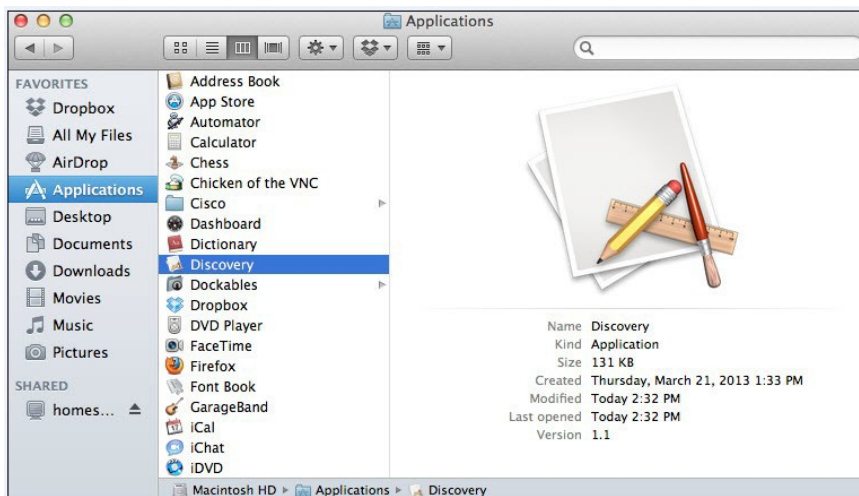 Applications
FAVORITES
Dropbox
All My Files
AirDrop
Applications
Desktop
Documents
Downloads
Movies
Music
Pictures
SHARED
homes...
Address Book
App Store
Automator
Calculator
Chess
Chicken of the VNC
Cisco
Dashboard
Dictionary
Discovery
Dockables
Dropbox
DVD Player
FaceTime
Firefox
Font Book
GarageBand
iCal
iChat
iDVD
Name Discovery
Kind Application
Size 131 KB
Created Thursday, March 21, 2013 1:33 PM
Modified Today 2:32 PM
Last opened Today 2:32 PM
Version 1.1
Macintosh HD ▸ Applications ▸ Discovery